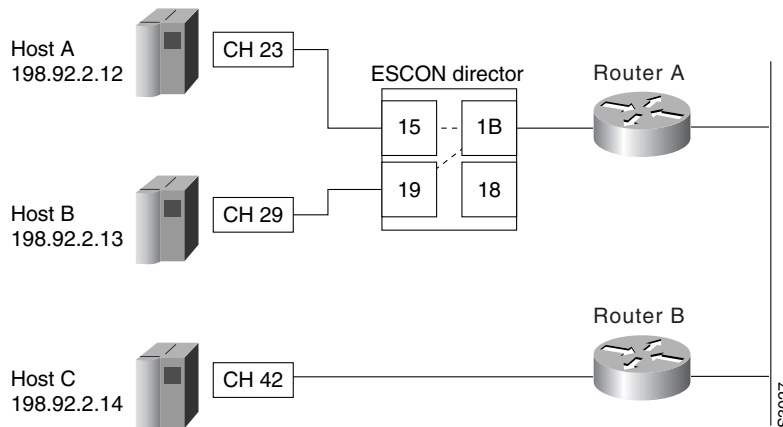 Host A
198.92.2.12
CH 23
ESCON director
15
1B
19
18
Router A
Host B
198.92.2.13
CH 29
Router B
Host C
198.92.2.14
CH 42